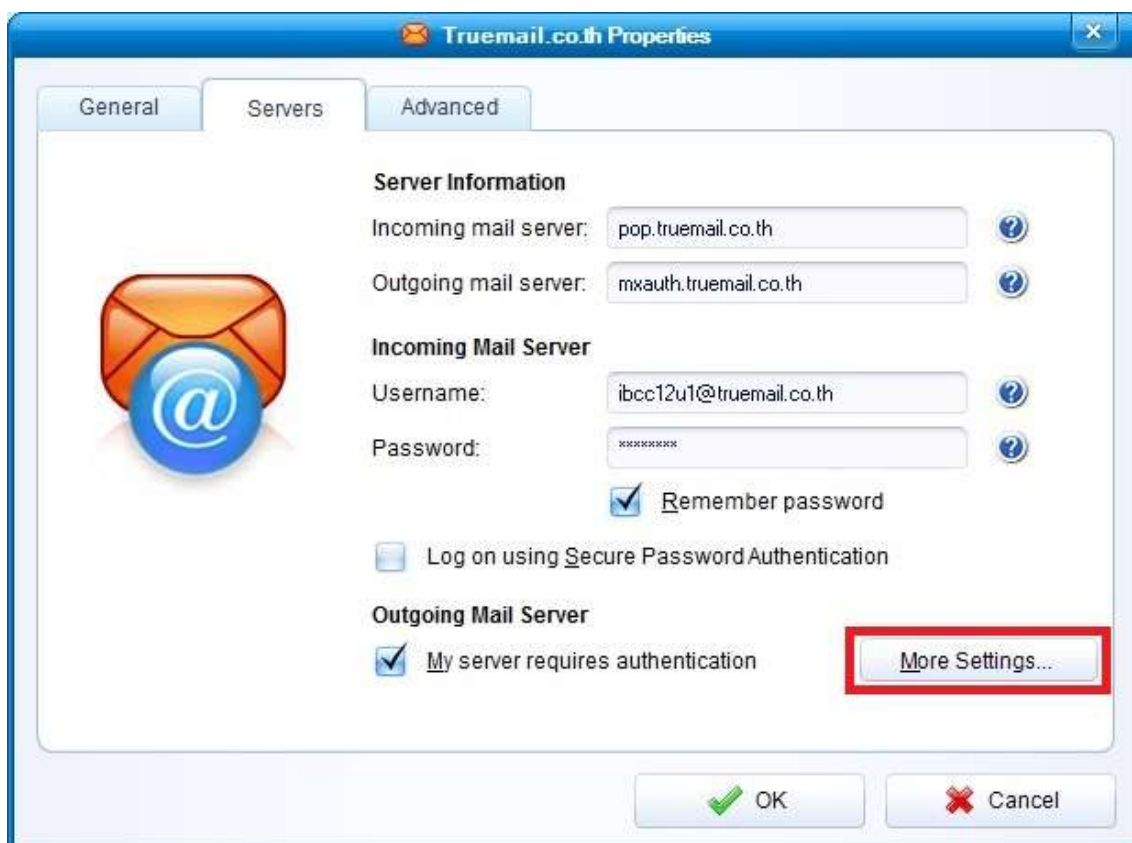 Truemail.co.th Properties
General Servers Advanced
Server Information
Incoming mail server: pop.truemail.co.th
Outgoing mail server: mxauth.truemail.co.th
Incoming Mail Server
Username: ibcc12u1@truemail.co.th
Password: ********
Remember password
Log on using Secure Password Authentication
Outgoing Mail Server
My server requires authentication More Settings...
OK Cancel